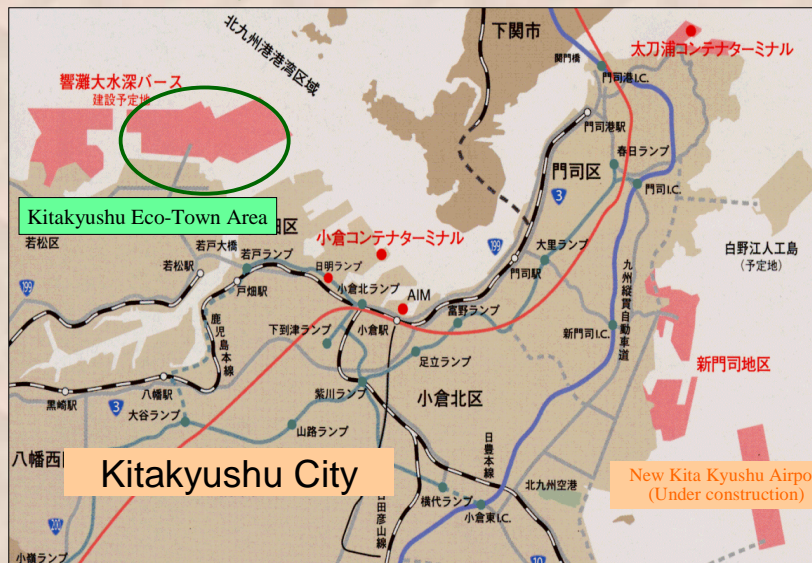 下関市
太刀浦コンテナターミナル
北九州港港湾区域
関門橋
門司港I.C.
響灘大水深バース
建設予定地
門司港駅
春日ランプ
門司区
3
門司I.C.
Kitakyushu Eco-Town Area
田区
若松区
若戸大橋
小倉コンテナターミナル
199
大里ランプ
白野江人工島
(予定地)
若松駅
若戸ランプ
日明ランプ
門司駅
九州縦貫自動車道
199
戸畑駅
小倉北ランプ
AIM
富野ランプ
鹿児島本線
下到津ランプ
小倉駅
新門司I.C.
足立ランプ
新門司地区
八幡駅
紫川ランプ
黒崎駅
3
大谷ランプ
小倉北区
山路ランプ
日豊本線
八幡西
Kitakyushu City
New Kita Kyushu Airpo
(Under construction)
横代ランプ
北九州空港
日田彦山線
小倉東I.C.
200
小嶺ランプ
10